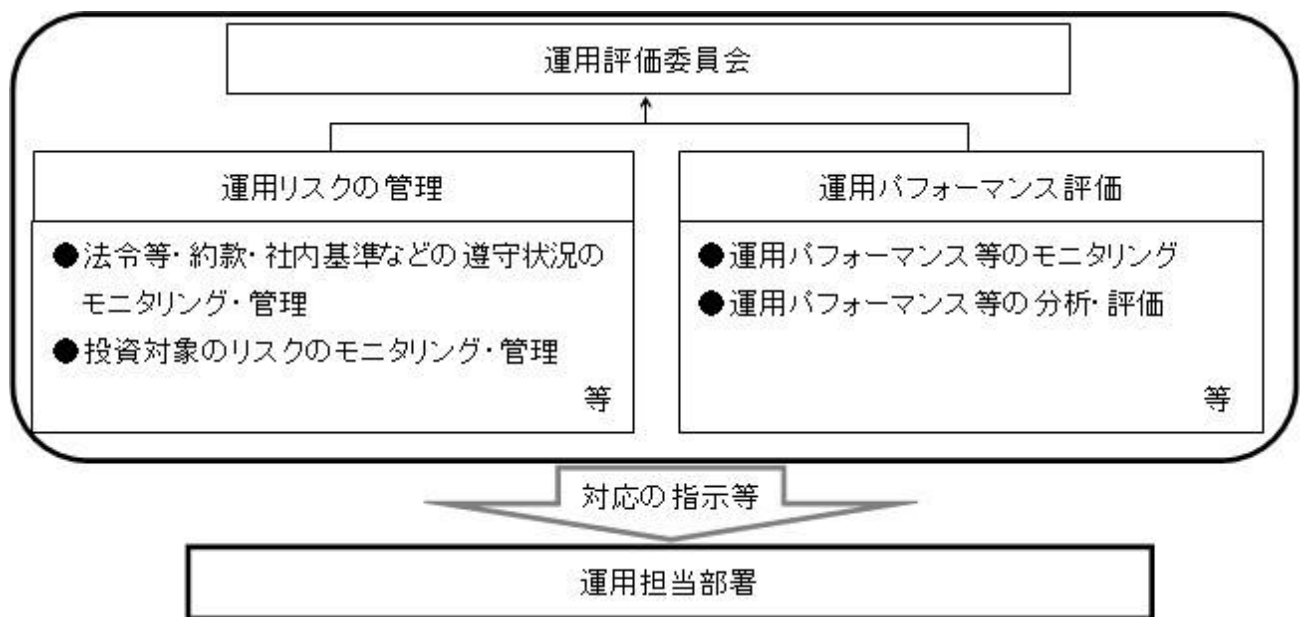 運用評価委員会
運用リスクの管理
●法令等・約款・社内基準などの遵守状況の
モニタリング・管理
●投資対象のリスクのモニタリング・管理
等
運用パフォーマンス評価
●運用パフォーマンス等のモニタリング
●運用パフォーマンス等の分析・評価
等
対応の指示等
運用担当部署